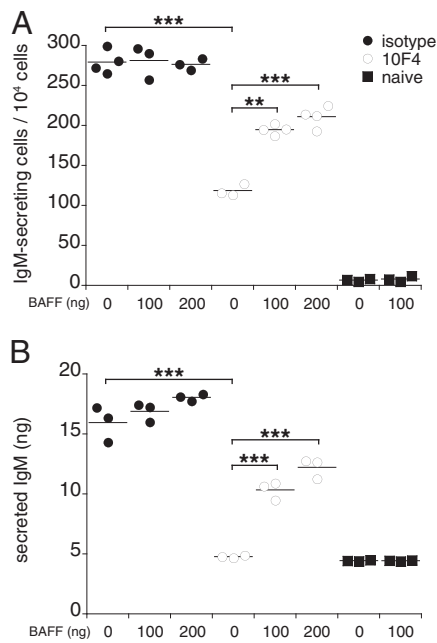 A
***
isotype
10F4
naive
***
**
IgM-secreting cells / 10⁴ cells
300
250
200
150
100
50
0
BAFF (ng) 0 100 200 0 100 200 0 100
B
***
***
***
secreted IgM (ng)
20
15
10
5
0
BAFF (ng) 0 100 200 0 100 200 0 100